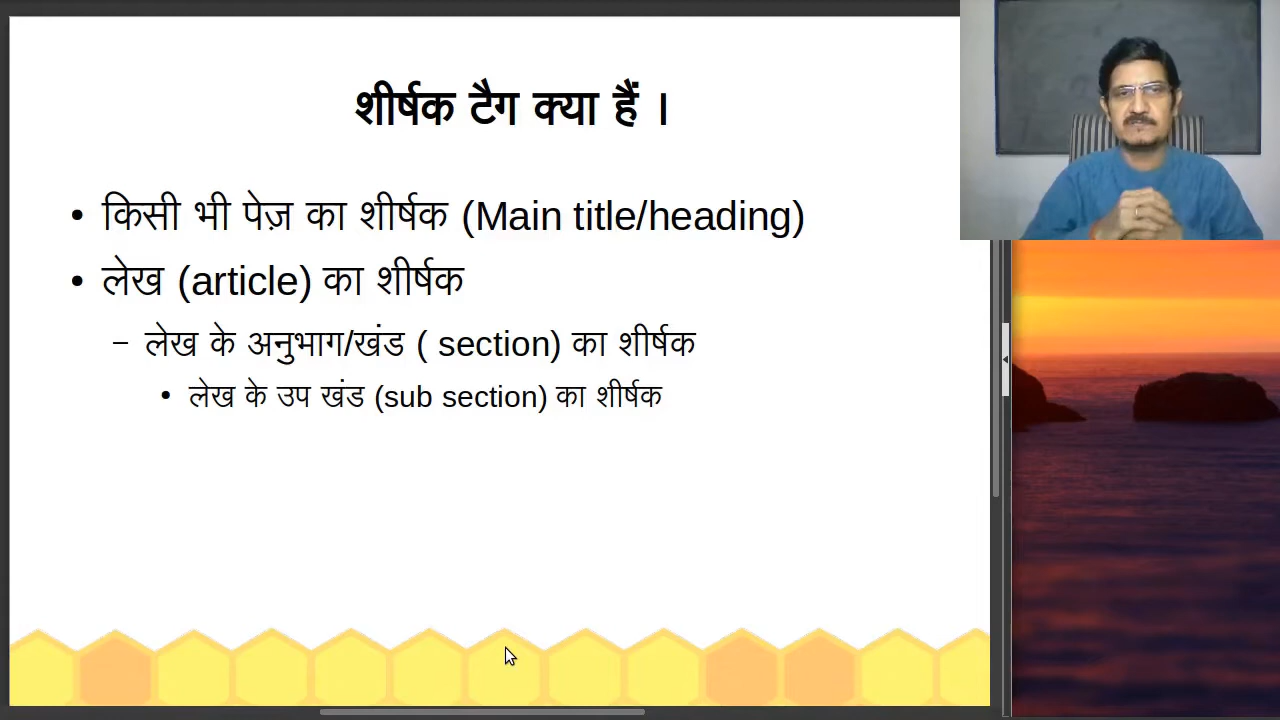 शीर्षक टैग क्या हैं ।
• किसी भी पेज़ का शीर्षक (Main title/heading)
• लेख (article) का शीर्षक
– लेख के अनुभाग/खंड ( section) का शीर्षक
• लेख के उप खंड (sub section) का शीर्षक